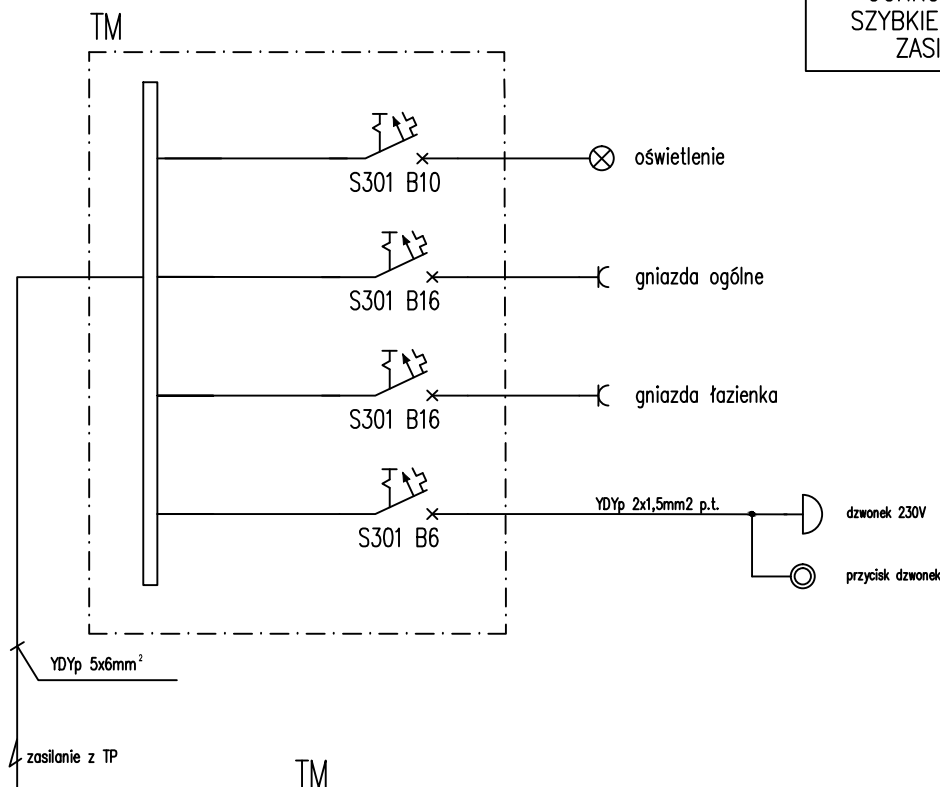 TM
SZYBKIE
ZASI
oświetlenie
S301 B10
gniazda ogólne
S301 B16
gniazda łazienka
S301 B16
YDYp 2x1,5mm2 p.t.
dzwonek 230V
S301 B6
przycisk dzwonek
YDYp 5x6mm²
zasilanie z TP
TM